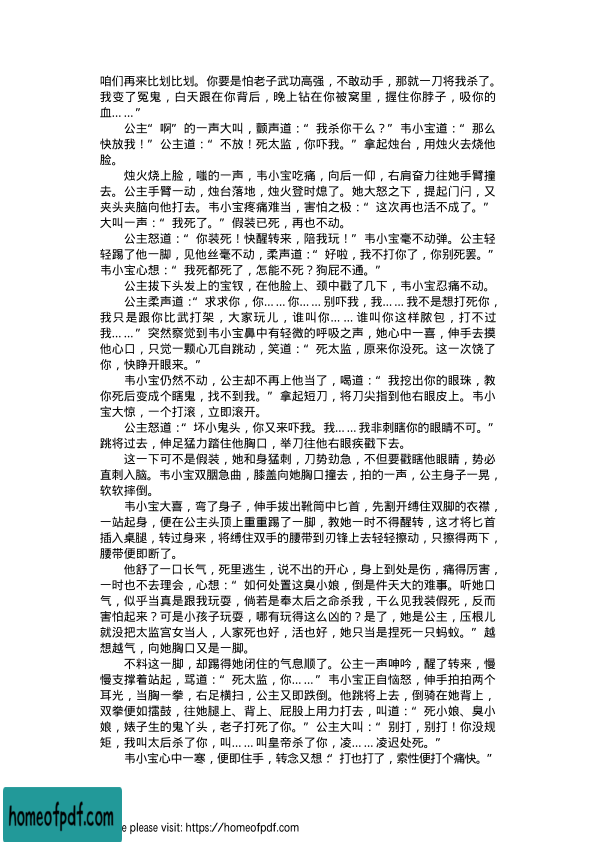 咱们再来比划比划。你要是怕老子武功高强，不敢动手，那就一刀将我杀了。
我变了冤鬼，白天跟在你背后，晚上钻在你被窝里，握住你脖子，吸你的
血……”
公主“啊”的一声大叫，颤声道：“我杀你干么？”韦小宝道：“那么
快放我！”公主道：“不放！死太监，你吓我。”拿起烛台，用烛火去烧他
脸。
烛火烧上脸，嗤的一声，韦小宝吃痛，向后一仰，右肩奋力往她手臂撞
去。公主手臂一动，烛台落地，烛火登时熄了。她大怒之下，提起门闩，又
夹头夹脑向他打去。韦小宝疼痛难当，害怕之极：“这次再也活不成了。”
大叫一声：“我死了。”假装已死，再也不动。
公主怒道：“你装死！快醒转来，陪我玩！”韦小宝毫不动弹。公主轻
轻踢了他一脚，见他丝毫不动，柔声道：“好啦，我不打你了，你别死罢。”
韦小宝心想：“我死都死了，怎能不死？狗屁不通。”
公主拔下头发上的宝钗，在他脸上、颈中戳了几下，韦小宝忍痛不动。
公主柔声道：“求求你，你……你……别吓我，我……我不是想打死你，
我只是跟你比武打架，大家玩儿，谁叫你……谁叫你这样脓包，打不过
我……”突然察觉到韦小宝鼻中有轻微的呼吸之声，她心中一喜，伸手去摸
他心口，只觉一颗心兀自跳动，笑道：“死太监，原来你没死。这一次饶了
你，快睁开眼来。”
韦小宝仍然不动，公主却不再上他当了，喝道：“我挖出你的眼珠，教
你死后变成个瞎鬼，找不到我。”拿起短刀，将刀尖指到他右眼皮上。韦小
宝大惊，一个打滚，立即滚开。
公主怒道：“坏小鬼头，你又来吓我。我……我非刺瞎你的眼睛不可。”
跳将过去，伸足猛力踏住他胸口，举刀往他右眼疾戳下去。
这一下可不是假装，她和身猛刺，刀势劲急，不但要戳瞎他眼睛，势必
直刺入脑。韦小宝双腘急曲，膝盖向她胸口撞去，拍的一声，公主身子一晃，
软软摔倒。
韦小宝大喜，弯了身子，伸手拔出靴筒中匕首，先割开缚住双脚的衣襟，
一站起身，便在公主头顶上重重踢了一脚，教她一时不得醒转，这才将匕首
插入桌腿，转过身来，将缚住双手的腰带到刃锋上去轻轻擦动，只擦得两下，
腰带便即断了。
他舒了一口长气，死里逃生，说不出的开心，身上到处是伤，痛得厉害，
一时也不去理会，心想：“如何处置这臭小娘，倒是件天大的难事。听她口
气，似乎当真是跟我玩耍，倘若是奉太后之命杀我，干么见我装假死，反而
害怕起来？可是小孩子玩耍，哪有玩得这么凶的？是了，她是公主，压根儿
就没把太监宫女当人，人家死也好，活也好，她只当是捏死一只蚂蚁。”越
想越气，向她胸口又是一脚。
不料这一脚，却踢得她闭住的气息顺了。公主一声呻吟，醒了转来，慢
慢支撑着站起，骂道：“死太监，你……”韦小宝正自恼怒，伸手拍拍两个
耳光，当胸一拳，右足横扫，公主又即跌倒。他跳将上去，倒骑在她背上，
双拳便如擂鼓，往她腿上、背上、屁股上用力打去，叫道：“死小娘、臭小
娘，婊子生的鬼丫头，老子打死了你。”公主大叫：“别打，别打！你没规
矩，我叫太后杀了你，叫……叫皇帝杀了你，凌……凌迟处死。”
韦小宝心中一寒，便即住手，转念又想：“打也打了，索性便打个痛快。”
homeofpdf.com
e please visit: https://homeofpdf.com